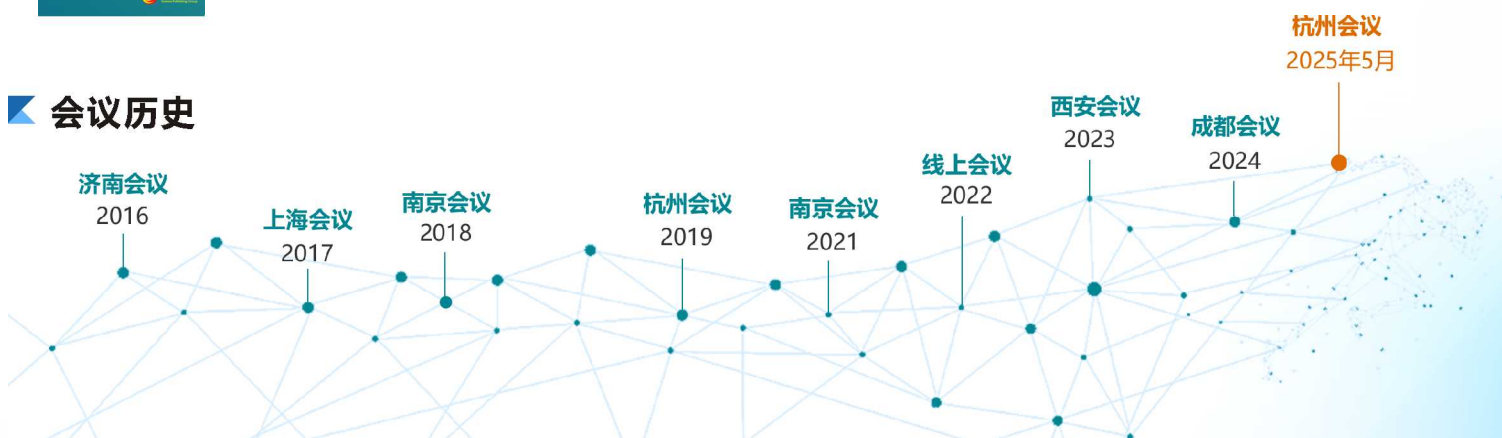 会议历史
济南会议
2016
上海会议
2017
南京会议
2018
杭州会议
2019
南京会议
2021
线上会议
2022
西安会议
2023
成都会议
2024
杭州会议
2025年5月